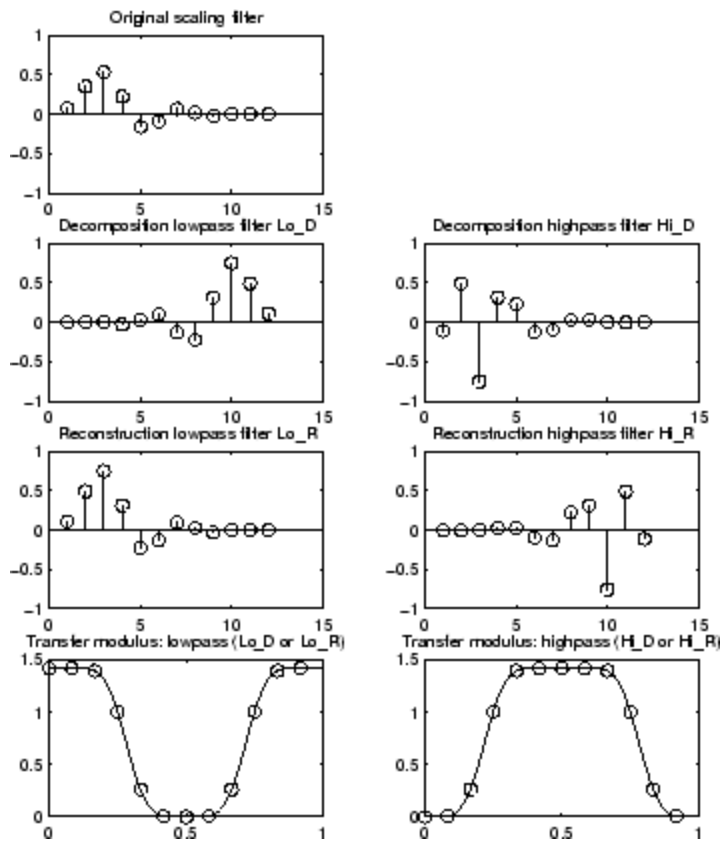 Original scaling filter
1
0.5
0
−0.5
−1
0 5 10 15
Decomposition lowpass filter Lo_D
1
0.5
0
−0.5
−1
0 5 10 15
Decomposition highpass filter Hi_D
1
0.5
0
−0.5
−1
0 5 10 15
Reconstruction lowpass filter Lo_R
1
0.5
0
−0.5
−1
0 5 10 15
Reconstruction highpass filter Hi_R
1
0.5
0
−0.5
−1
0 5 10 15
Transfer modulus: lowpass (Lo_D or Lo_R)
1.5
1
0.5
0
0 0.5 1
Transfer modulus: highpass (Hi_D or Hi_R)
1.5
1
0.5
0
0 0.5 1